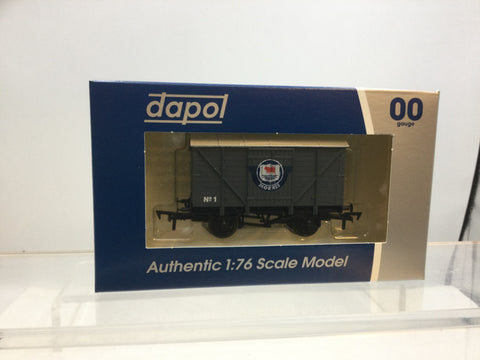 dapol
00
gauge
Nº1
Authentic 1:76 Scale Model